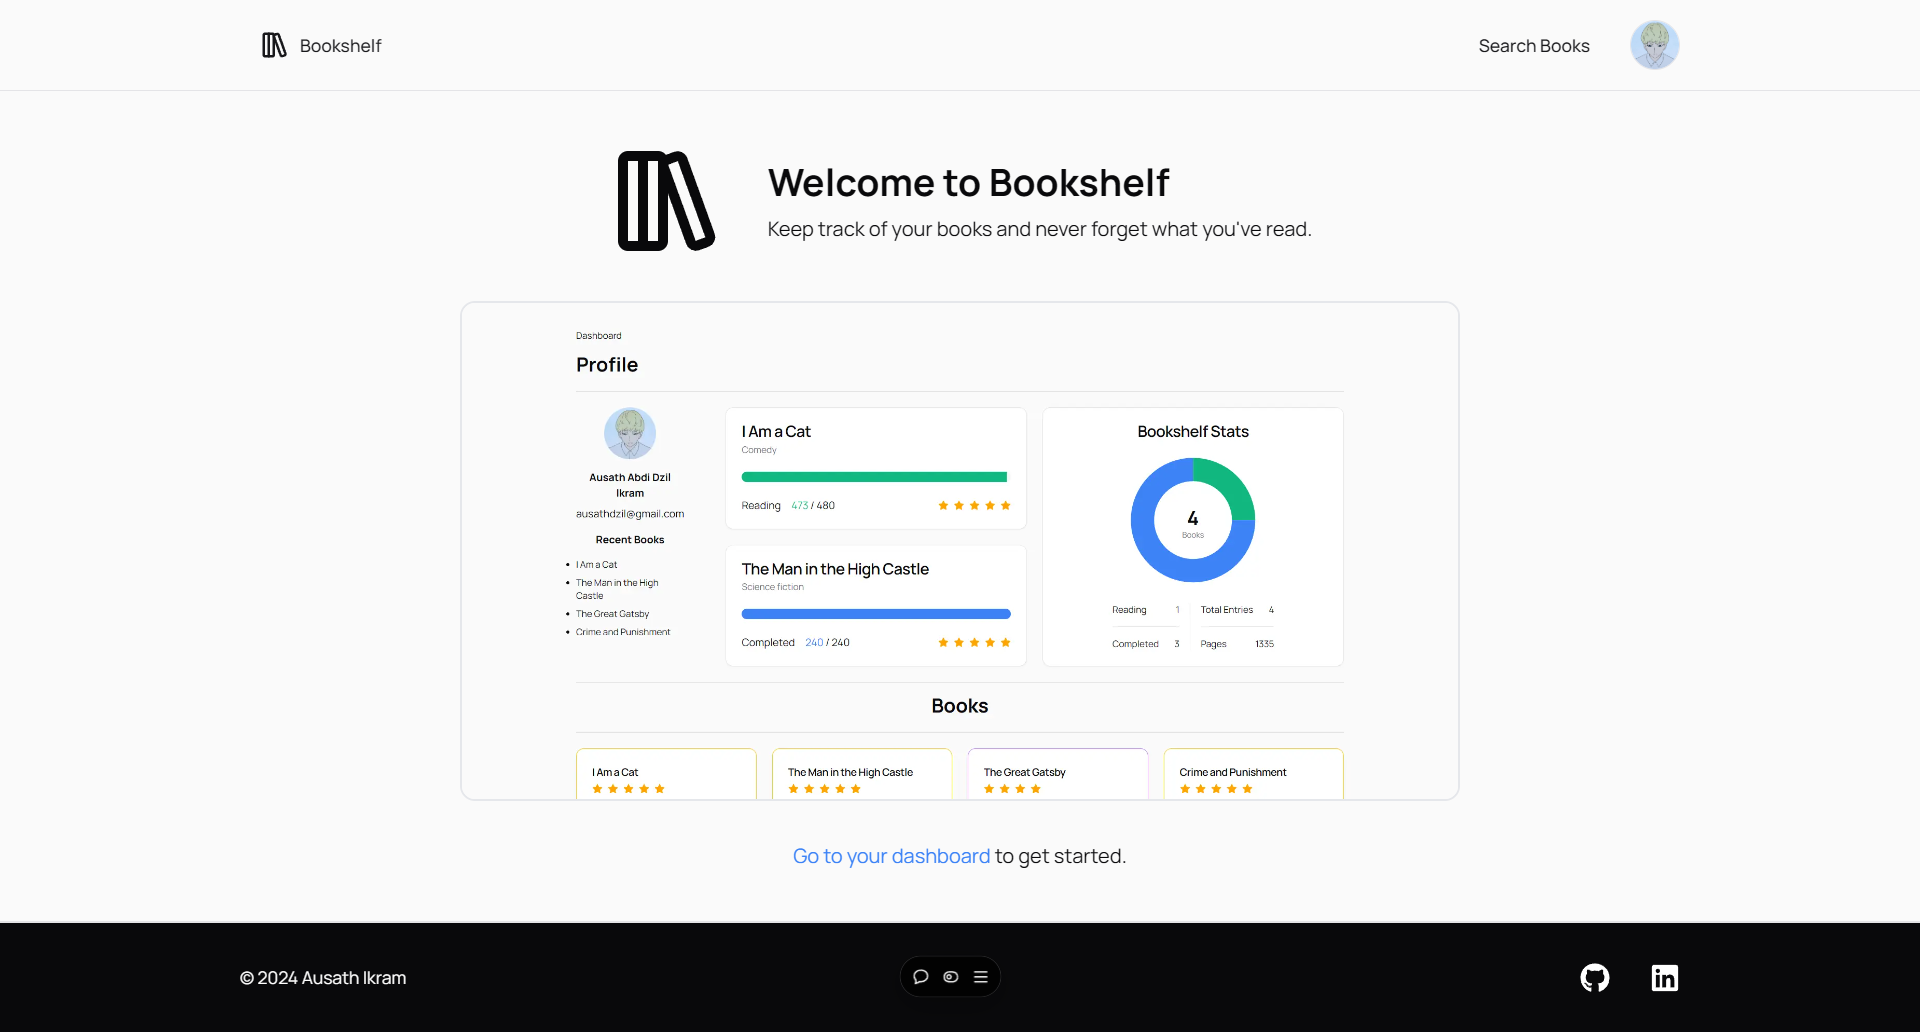 Bookshelf
Search Books
Welcome to Bookshelf
Keep track of your books and never forget what you've read.
Dashboard
Profile
Ausath Abdi Dzil
Ikram
ausathdzil@gmail.com
Recent Books
I Am a Cat
The Man in the High
Castle
The Great Gatsby
Crime and Punishment
I Am a Cat
Comedy
Reading 473 / 480
The Man in the High Castle
Science fiction
Completed 240 / 240
Bookshelf Stats
4
Books
Reading 1 Total Entries 4
Completed 3 Pages 1335
Books
I Am a Cat
The Man in the High Castle
The Great Gatsby
Crime and Punishment
Go to your dashboard to get started.
© 2024 Ausath Ikram